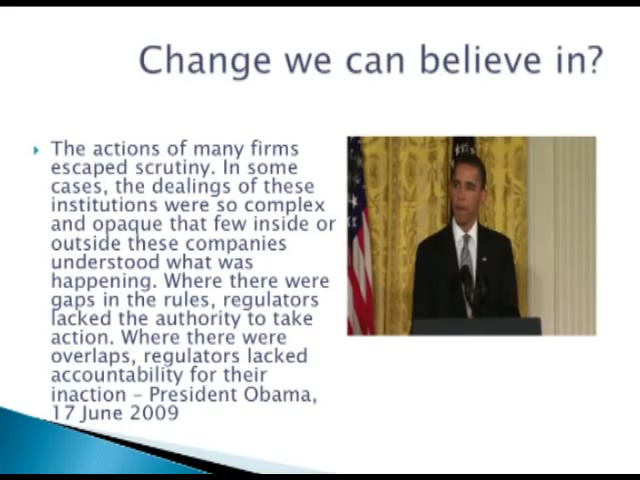 Change we can believe in?
The actions of many firms
escaped scrutiny. In some
cases, the dealings of these
institutions were so complex
and opaque that few inside or
outside these companies
understood what was
happening. Where there were
gaps in the rules, regulators
lacked the authority to take
action. Where there were
overlaps, regulators lacked
accountability for their
inaction – President Obama,
17 June 2009